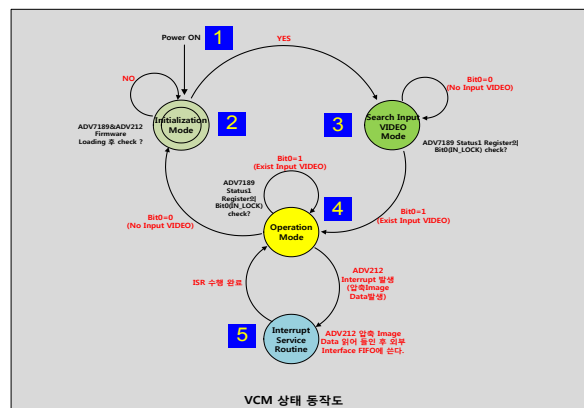 Power ON
1
YES
NO
Bit0=0
(No Input VIDEO)
2
Initialization
Mode
3
Search Input
VIDEO
Mode
ADV7189&ADV212
Firmware
Loading 후 check ?
ADV7189 Status1 Register의
Bit0(IN_LOCK) check?
Bit0=1
(Exist Input VIDEO)
ADV7189
Status1
Register의
Bit0(IN_LOCK)
check?
4
Operation
Mode
Bit0=0
(No Input VIDEO)
Bit0=1
(Exist Input VIDEO)
ISR 수행 완료
ADV212
Interrupt 발생
(압축Image
Data발생)
5
Interrupt
Service
Routine
ADV212 압축 Image
Data 읽어 들인 후 외부
Interface FIFO에 쓴다.
VCM 상태 동작도